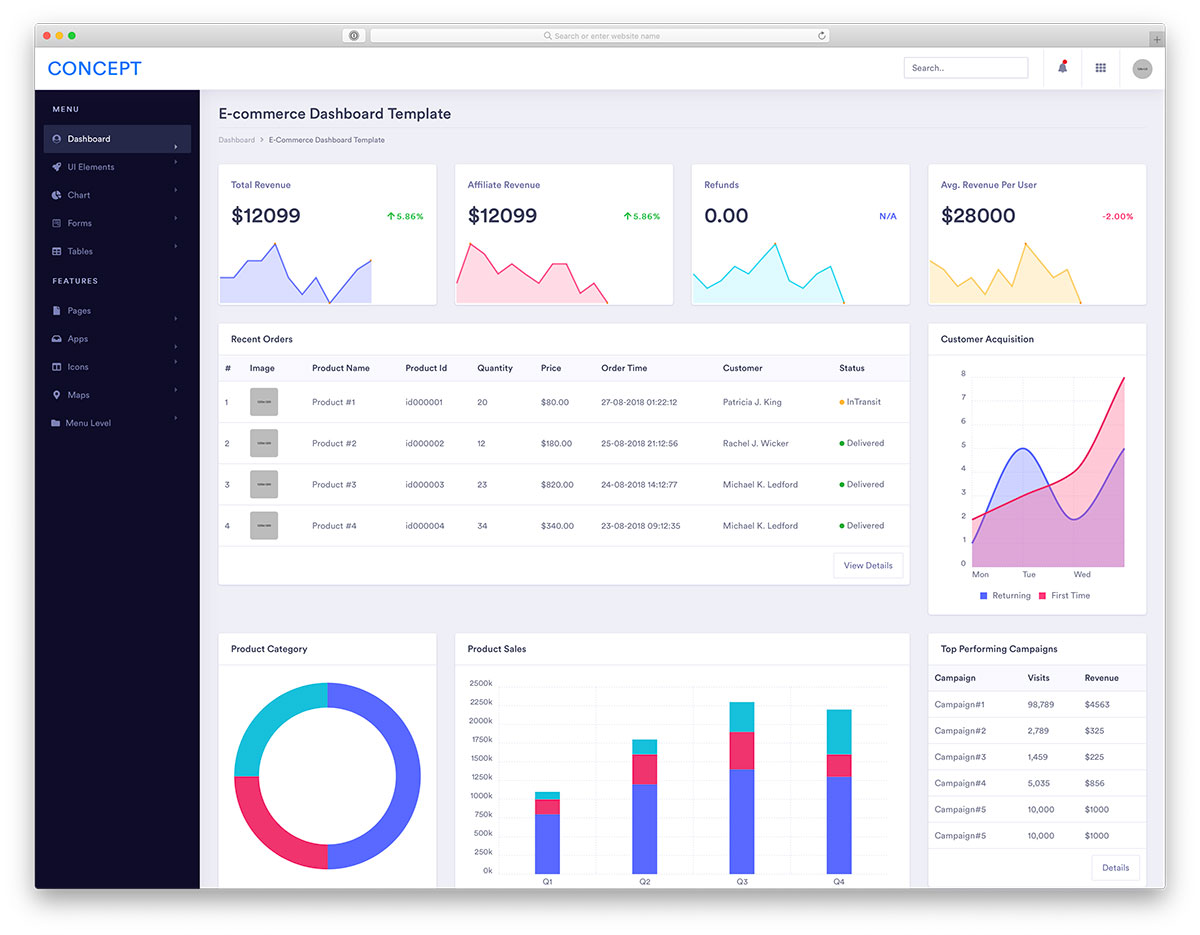 Search or enter website name
CONCEPT
Search..
MENU
Dashboard
UI Elements
Chart
Forms
Tables
FEATURES
Pages
Apps
Icons
Maps
Menu Level
E-commerce Dashboard Template
Dashboard > E-Commerce Dashboard Template
Total Revenue
$12099 5.86%
Affiliate Revenue
$12099 5.86%
Refunds
0.00 N/A
Avg. Revenue Per User
$28000 -2.00%
Recent Orders
# Image Product Name Product Id Quantity Price Order Time Customer Status
1 Product #1 id000001 20 $80.00 27-08-2018 01:22:12 Patricia J. King InTransit
2 Product #2 id000002 12 $180.00 25-08-2018 21:12:56 Rachel J. Wicker Delivered
3 Product #3 id000003 23 $820.00 24-08-2018 14:12:77 Michael K. Ledford Delivered
4 Product #4 id000004 34 $340.00 23-08-2018 09:12:35 Michael K. Ledford Delivered
View Details
Customer Acquisition
8
7
6
5
4
3
2
1
0
Mon Tue Wed
Returning First Time
Product Category
Product Sales
2500k
2250k
2000k
1750k
1500k
1250k
1000k
750k
500k
250k
0k
Q1 Q2 Q3 Q4
Top Performing Campaigns
Campaign Visits Revenue
Campaign#1 98,789 $4563
Campaign#2 2,789 $325
Campaign#3 1,459 $225
Campaign#4 5,035 $856
Campaign#5 10,000 $1000
Campaign#5 10,000 $1000
Details